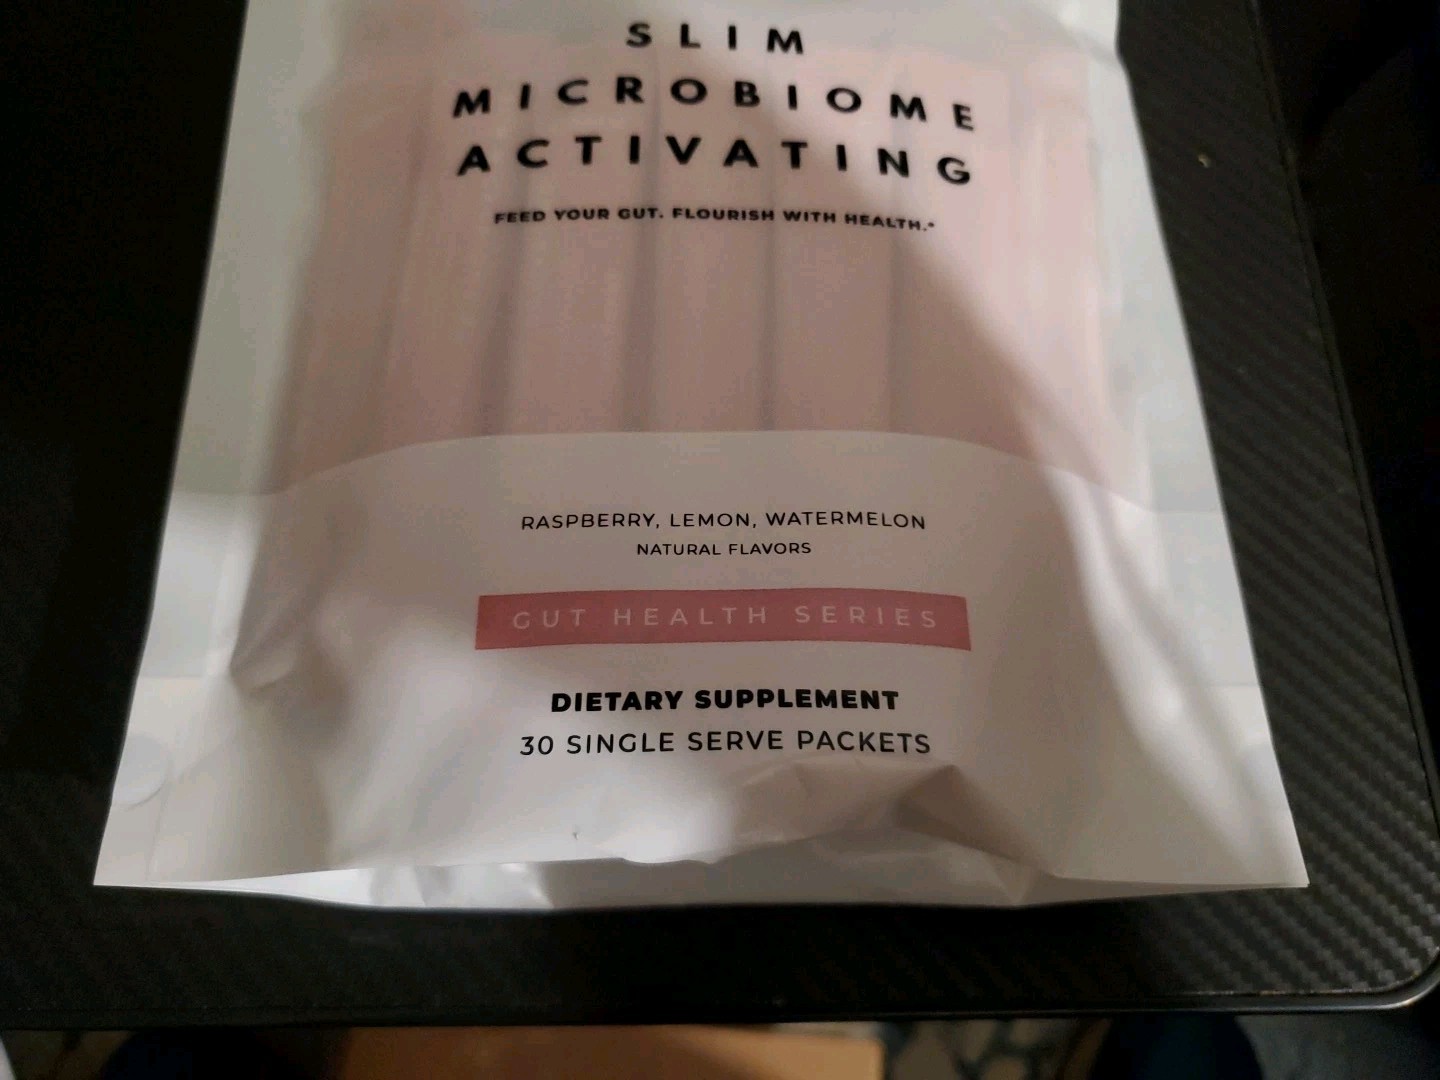 SLIM
MICROBIOME
ACTIVATING
FEED YOUR GUT. FLOURISH WITH HEALTH.*
RASPBERRY, LEMON, WATERMELON
NATURAL FLAVORS
GUT HEALTH SERIES
DIETARY SUPPLEMENT
30 SINGLE SERVE PACKETS